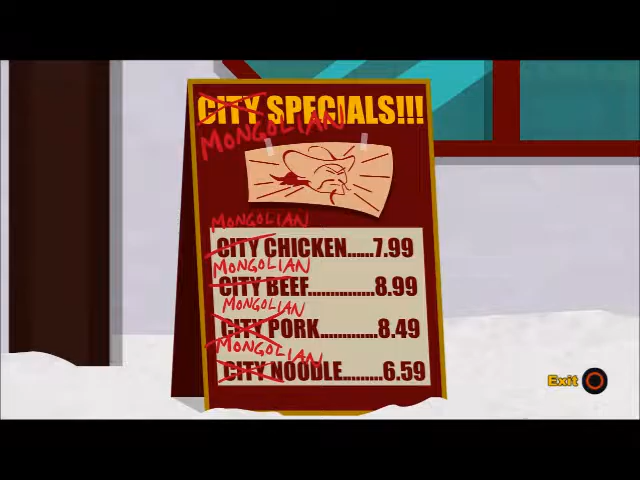 CITY SPECIALS!!!
MONGOLIAN
MONGOLIAN
CITY CHICKEN......7.99
MONGOLIAN
CITY BEEF...............8.99
MONGOLIAN
CITY PORK.............8.49
MONGOLIAN
CITY NOODLE.........6.59
Exit